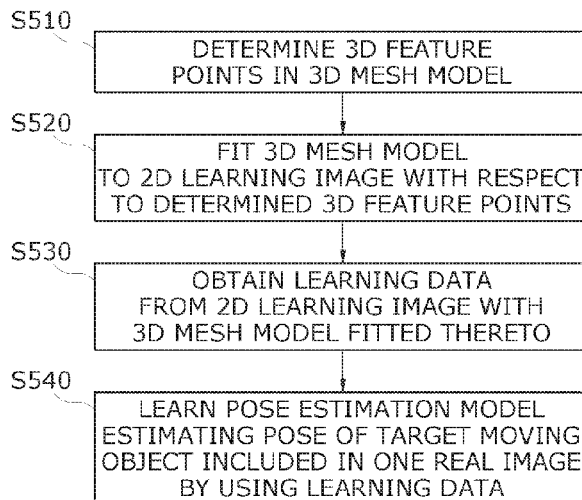 S510
DETERMINE 3D FEATURE
POINTS IN 3D MESH MODEL
S520
FIT 3D MESH MODEL
TO 2D LEARNING IMAGE WITH RESPECT
TO DETERMINED 3D FEATURE POINTS
S530
OBTAIN LEARNING DATA
FROM 2D LEARNING IMAGE WITH
3D MESH MODEL FITTED THERETO
S540
LEARN POSE ESTIMATION MODEL
ESTIMATING POSE OF TARGET MOVING
OBJECT INCLUDED IN ONE REAL IMAGE
BY USING LEARNING DATA